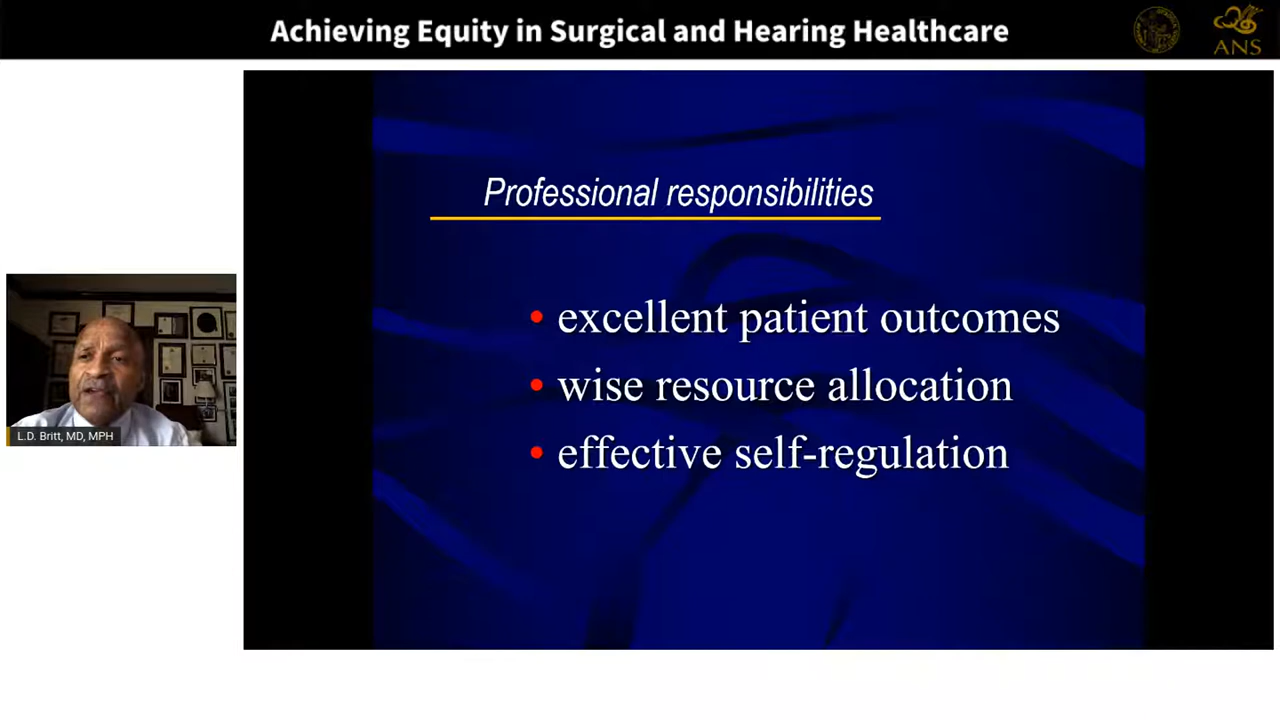 Achieving Equity in Surgical and Hearing Healthcare
ANS
Professional responsibilities
• excellent patient outcomes
• wise resource allocation
• effective self-regulation
L.D. Britt, MD, MPH